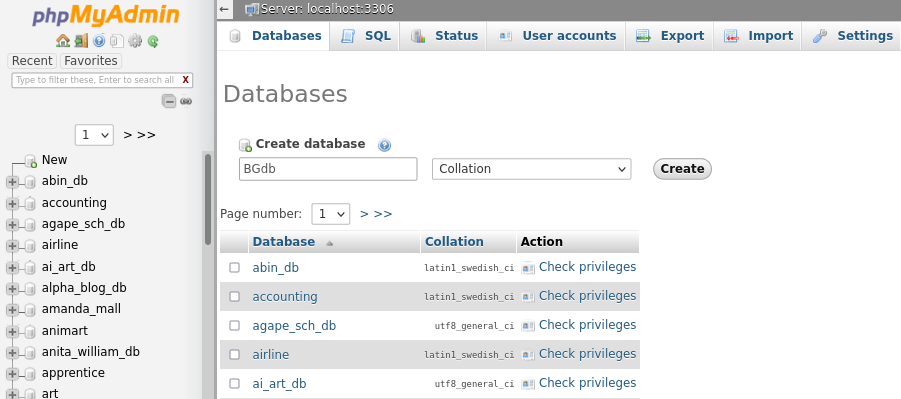 phpMyAdmin
Recent Favorites
Type to filter these, Enter to search all X
1 > >>
New
abin_db
accounting
agape_sch_db
airline
ai_art_db
alpha_blog_db
amanda_mall
animart
anita_william_db
apprentice
art
← Server: localhost:3306
Databases SQL Status User accounts Export Import Settings
Databases
Create database
BGdb Collation Create
Page number: 1 > >>
Database Collation Action
abin_db latin1_swedish_ci Check privileges
accounting latin1_swedish_ci Check privileges
agape_sch_db utf8_general_ci Check privileges
airline latin1_swedish_ci Check privileges
ai_art_db utf8_general_ci Check privileges